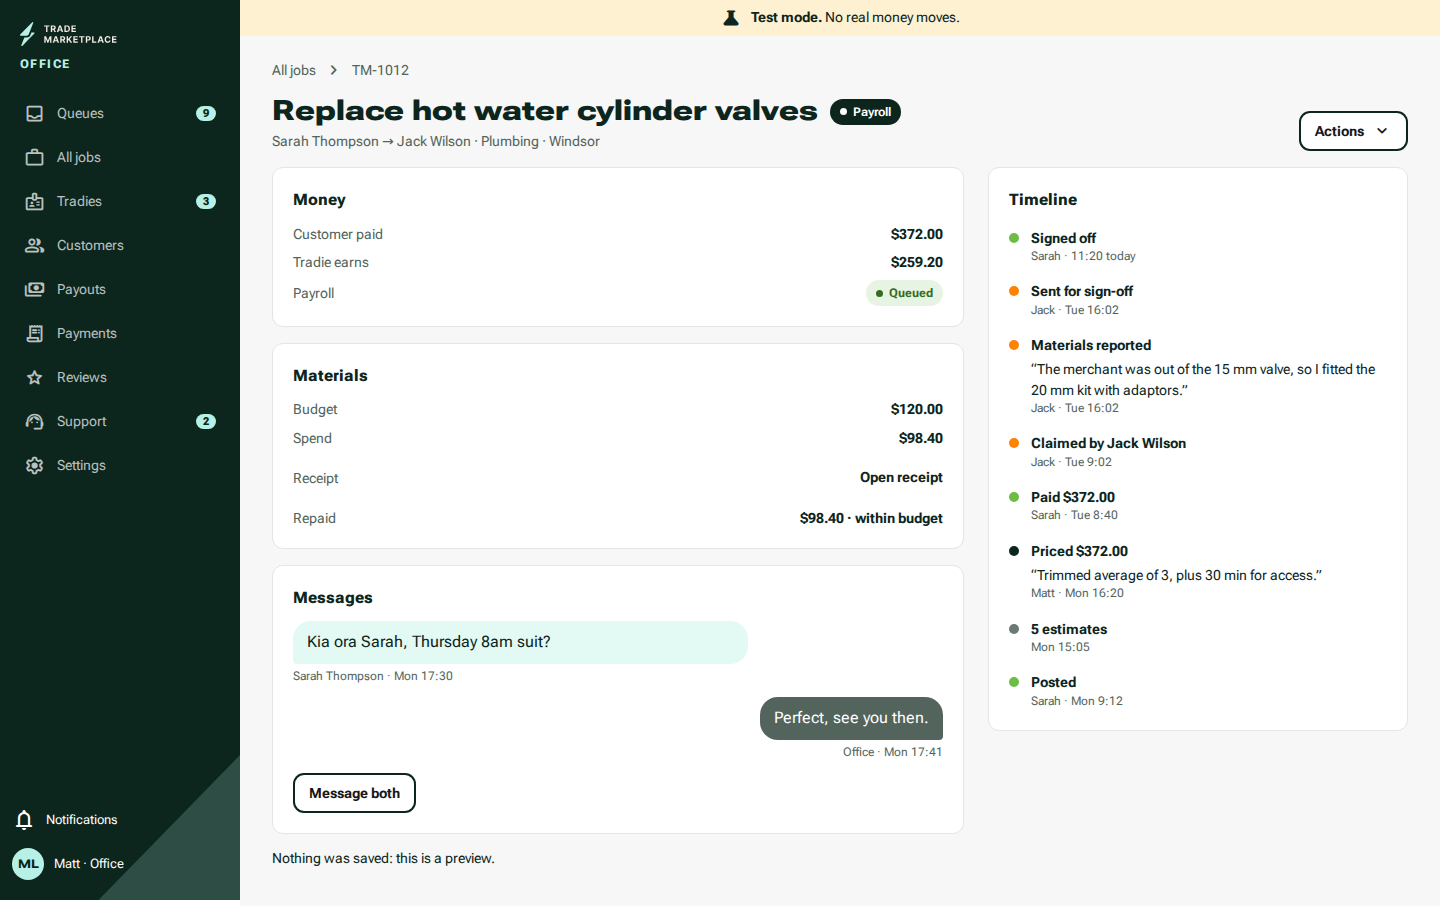 TRADE
MARKETPLACE
OFFICE
Queues 9
All jobs
Tradies 3
Customers
Payouts
Payments
Reviews
Support 2
Settings
Notifications
ML Matt · Office
Test mode. No real money moves.
All jobs > TM-1012
Replace hot water cylinder valves Payroll
Sarah Thompson → Jack Wilson · Plumbing · Windsor
Actions
Money
Customer paid $372.00
Tradie earns $259.20
Payroll Queued
Materials
Budget $120.00
Spend $98.40
Receipt Open receipt
Repaid $98.40 · within budget
Messages
Kia ora Sarah, Thursday 8am suit?
Sarah Thompson · Mon 17:30
Perfect, see you then.
Office · Mon 17:41
Message both
Nothing was saved: this is a preview.
Timeline
Signed off
Sarah · 11:20 today
Sent for sign-off
Jack · Tue 16:02
Materials reported
“The merchant was out of the 15 mm valve, so I fitted the
20 mm kit with adaptors.”
Jack · Tue 16:02
Claimed by Jack Wilson
Jack · Tue 9:02
Paid $372.00
Sarah · Tue 8:40
Priced $372.00
“Trimmed average of 3, plus 30 min for access.”
Matt · Mon 16:20
5 estimates
Mon 15:05
Posted
Sarah · Mon 9:12